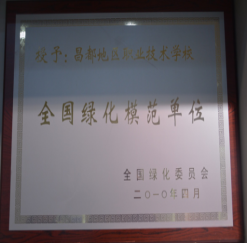 授予：昌都地区职业技术学校
全国绿化模范单位
全国绿化委员会
二〇一〇年四月